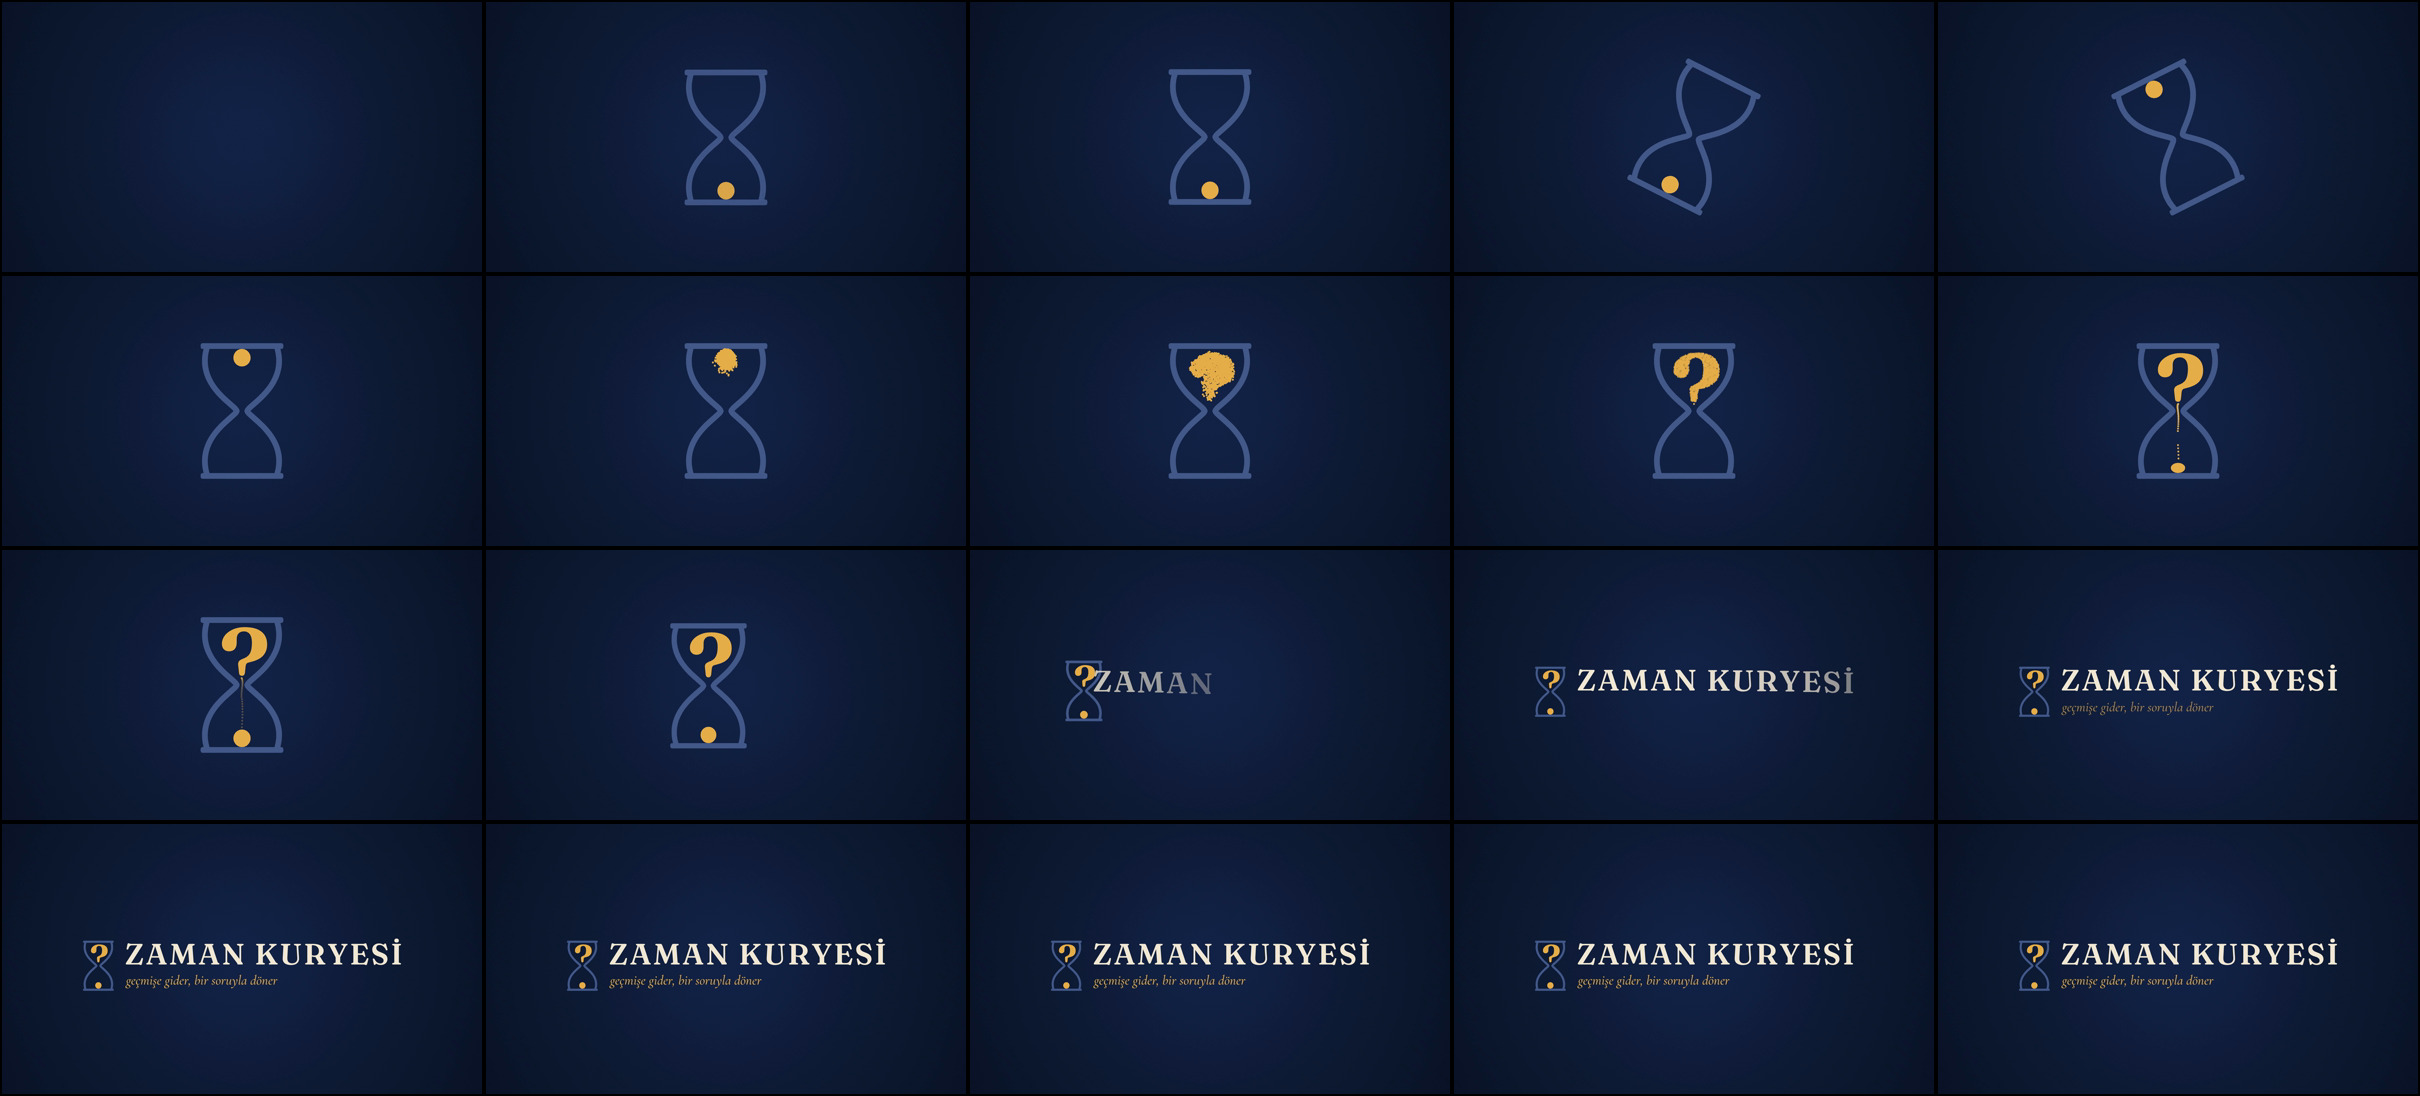 ?
?
?
?
?
? ZAMAN
? ZAMAN KURYESİ
? ZAMAN KURYESİ
geçmişe gider, bir soruyla döner
? ZAMAN KURYESİ
geçmişe gider, bir soruyla döner
? ZAMAN KURYESİ
geçmişe gider, bir soruyla döner
? ZAMAN KURYESİ
geçmişe gider, bir soruyla döner
? ZAMAN KURYESİ
geçmişe gider, bir soruyla döner
? ZAMAN KURYESİ
geçmişe gider, bir soruyla döner